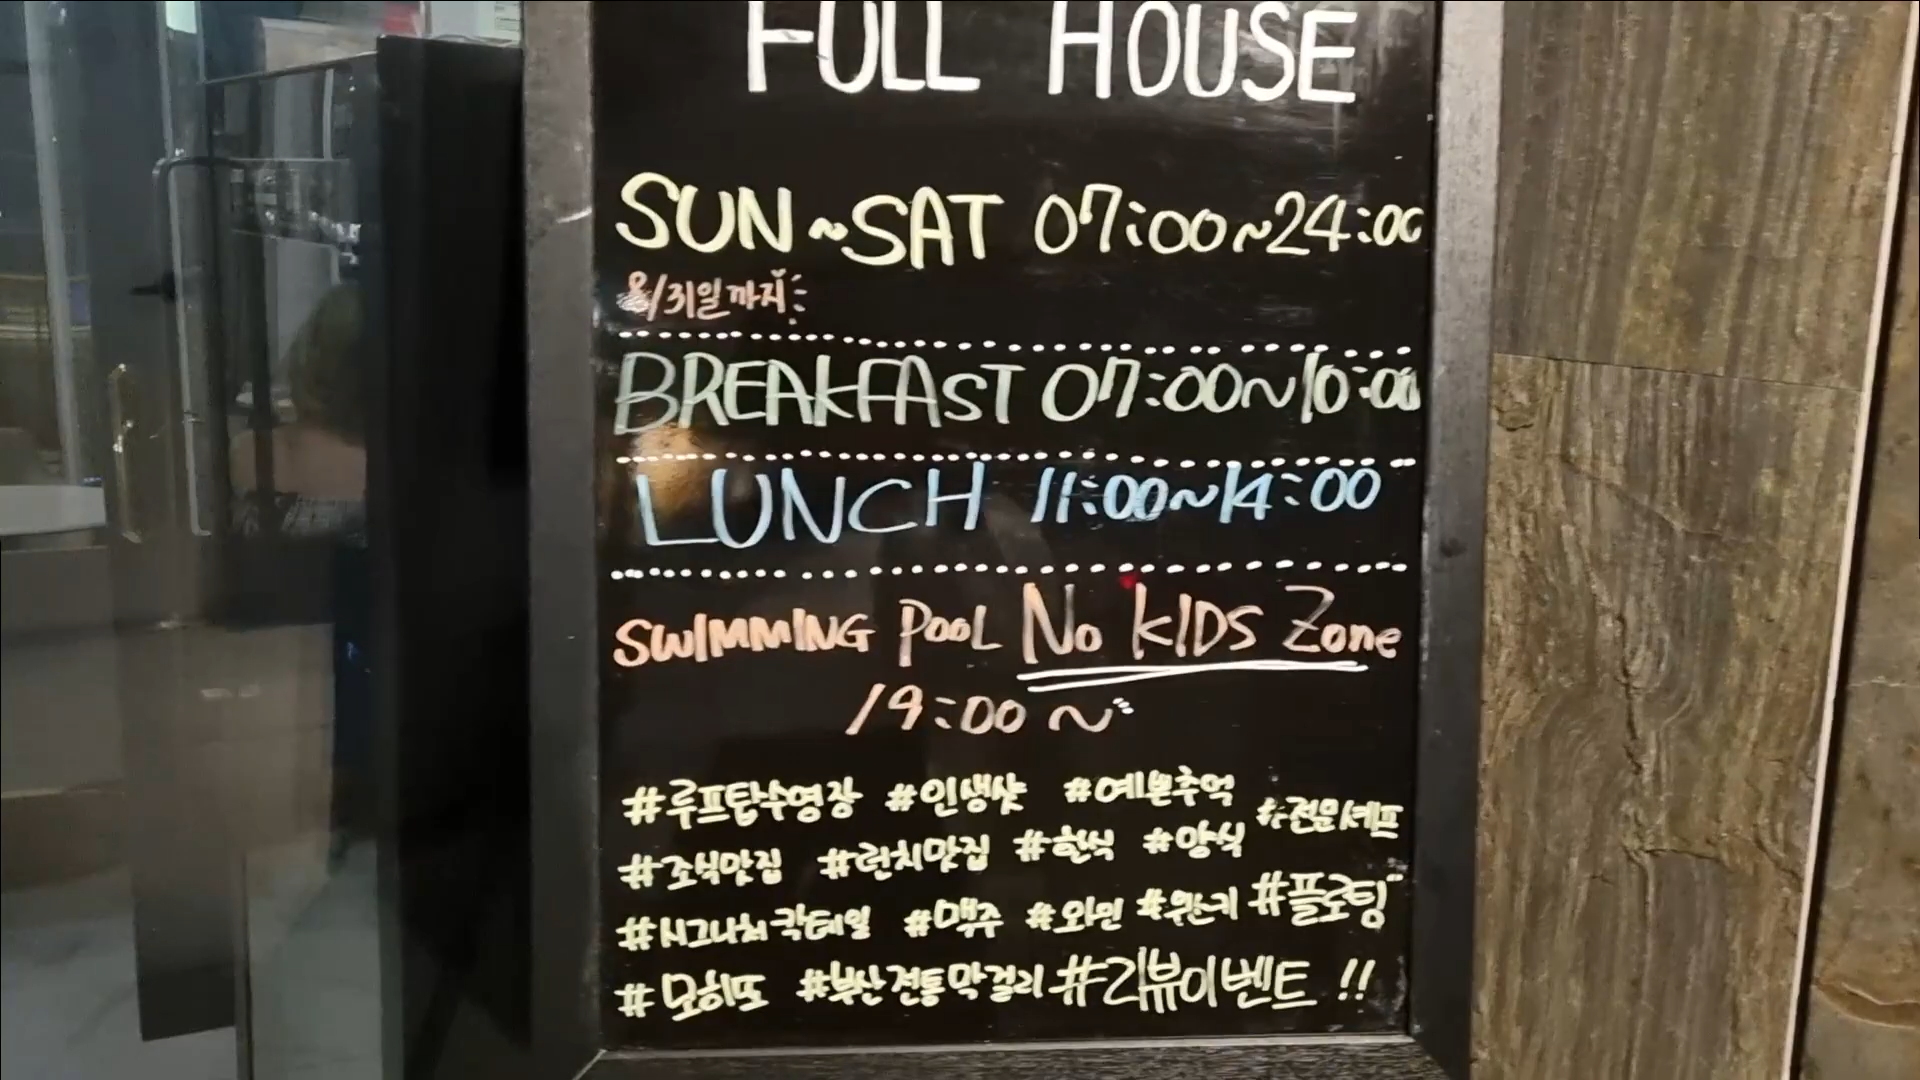 FULL HOUSE
SUN~SAT 07:00~24:00
8/31일까지
BREAKFAST 07:00~10:00
LUNCH 11:00~14:00
SWIMMING POOL No KIDS Zone
19:00~
#루프탑수영장 #인생샷 #예쁜추억 #전문셰프
#조식맛집 #런치맛집 #한식 #양식
#시그니처칵테일 #맥주 #와인 #위스키 #플로팅
#모히또 #부산전통막걸리 #리뷰이벤트 !!